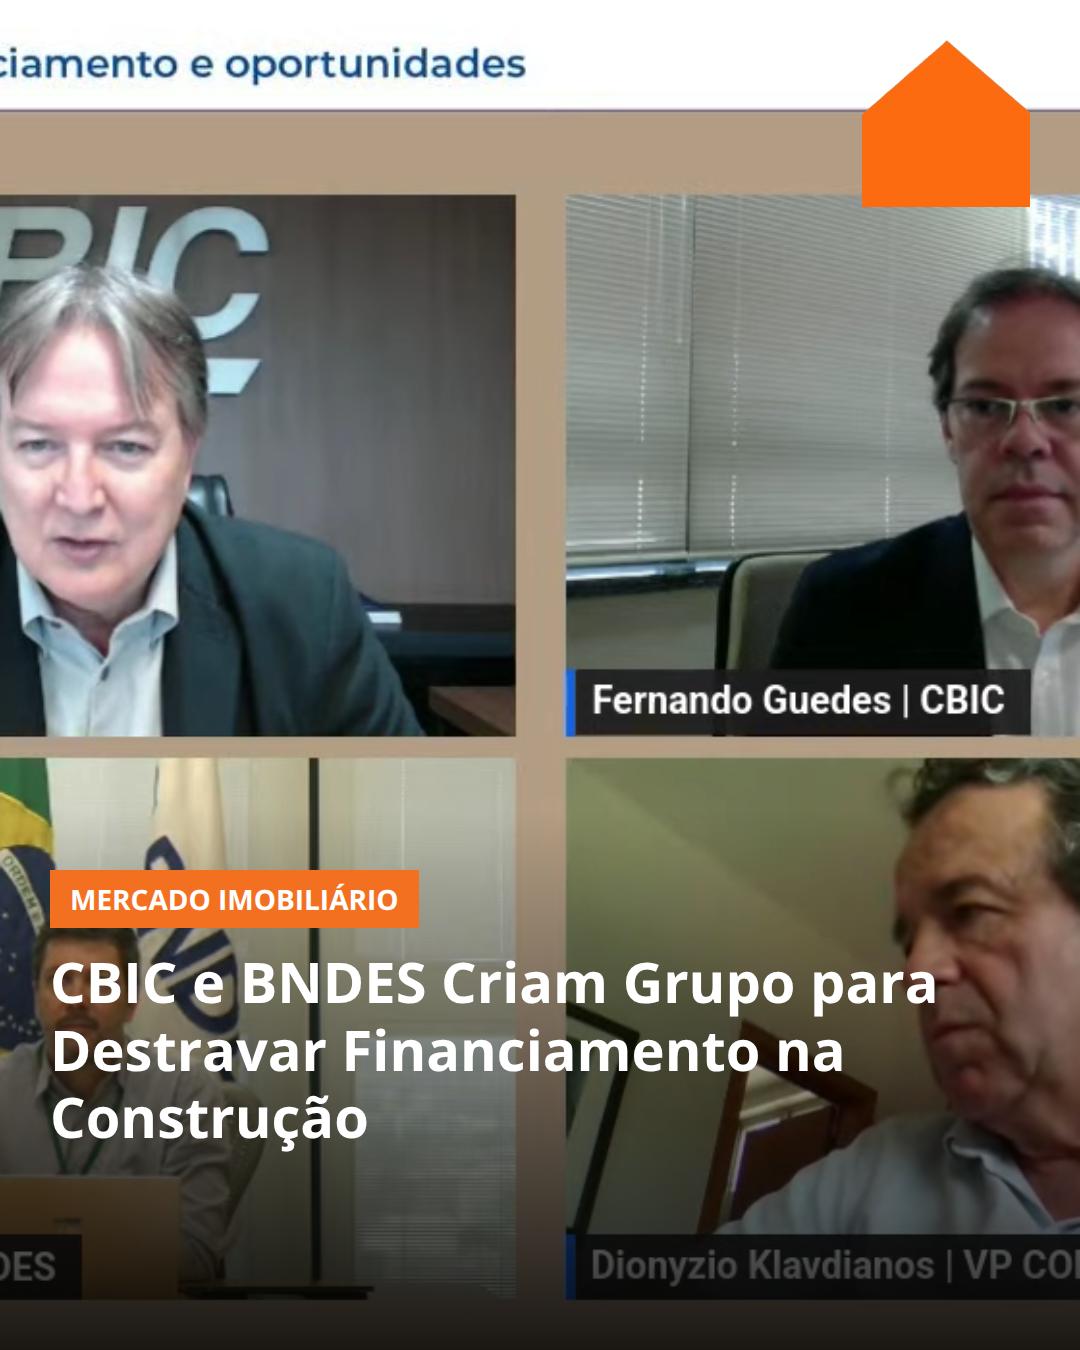 ciamento e oportunidades
BIC
Fernando Guedes | CBIC
ORDEM E
MERCADO IMOBILIÁRIO
CBIC e BNDES Criam Grupo para
Destravar Financiamento na
Construção
DES
Dionyzio Klavdianos | VP CO